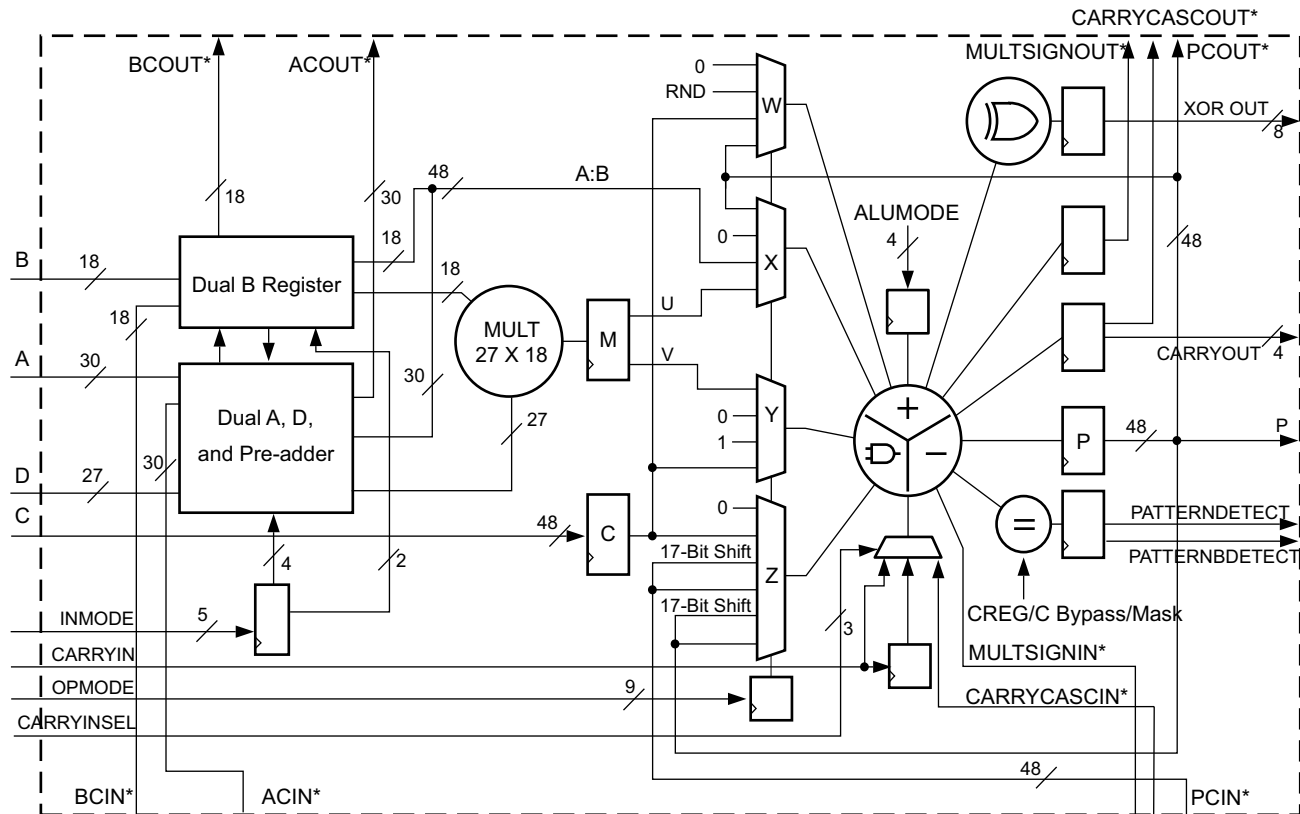 CARRYCASCOUT*
BCOUT*
ACOUT*
MULTSIGNOUT*
PCOUT*
0
RND
W
XOR OUT
8
18
30
48
A:B
ALUMODE
4
48
B
18
18
18
Dual B Register
0
X
18
MULT
27 X 18
M
U
V
CARRYOUT
4
A
30
30
Dual A, D,
and Pre-adder
27
Y
0
1
+
−
P
48
P
D
27
30
C
48
C
0
17-Bit Shift
Z
17-Bit Shift
=
PATTERNDETECT
PATTERNBDETECT
4
2
3
CREG/C Bypass/Mask
INMODE
5
CARRYIN
MULTSIGNIN*
OPMODE
9
CARRYCASCIN*
CARRYINSEL
48
BCIN*
ACIN*
PCIN*